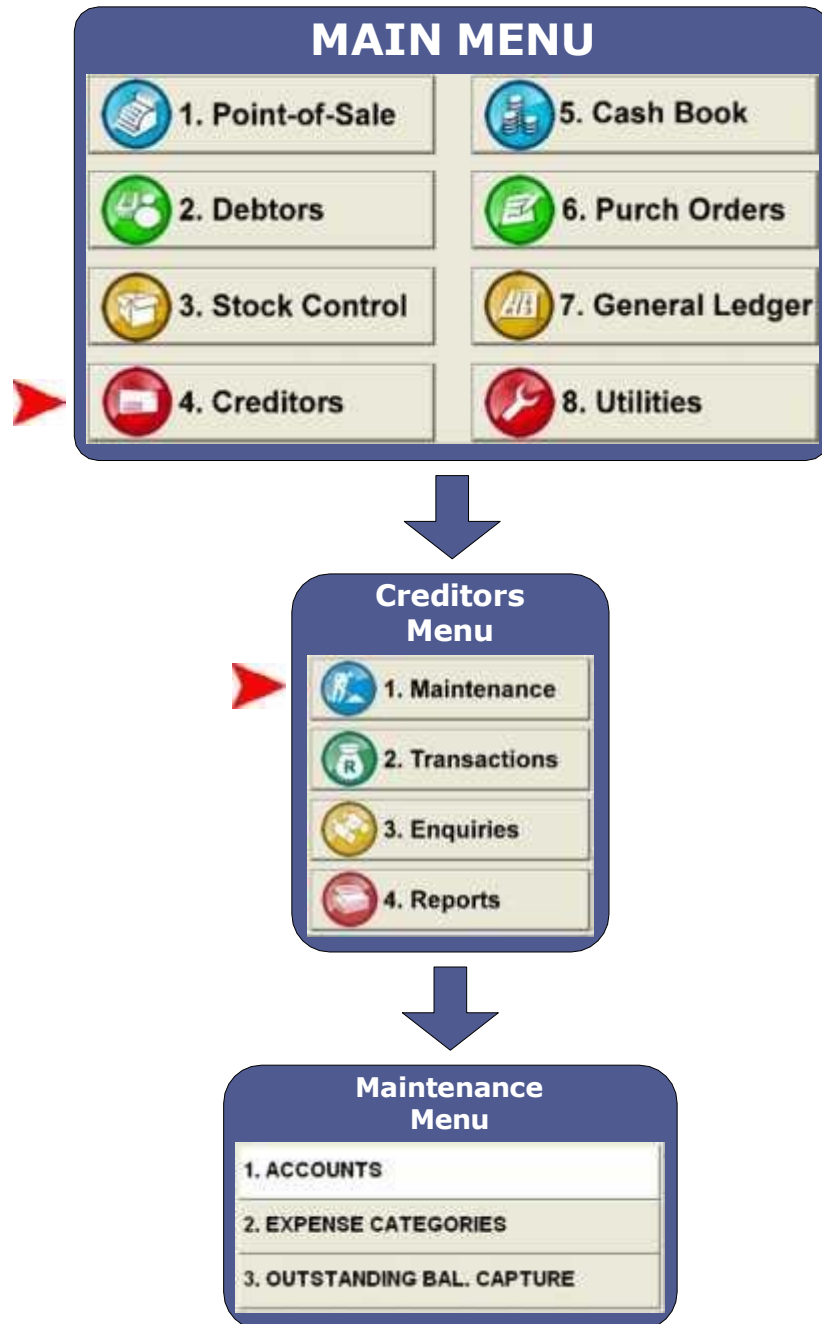 MAIN MENU
1. Point-of-Sale
5. Cash Book
2. Debtors
6. Purch Orders
3. Stock Control
7. General Ledger
4. Creditors
8. Utilities
Creditors
Menu
1. Maintenance
R
2. Transactions
3. Enquiries
4. Reports
Maintenance
Menu
1. ACCOUNTS
2. EXPENSE CATEGORIES
3. OUTSTANDING BAL. CAPTURE